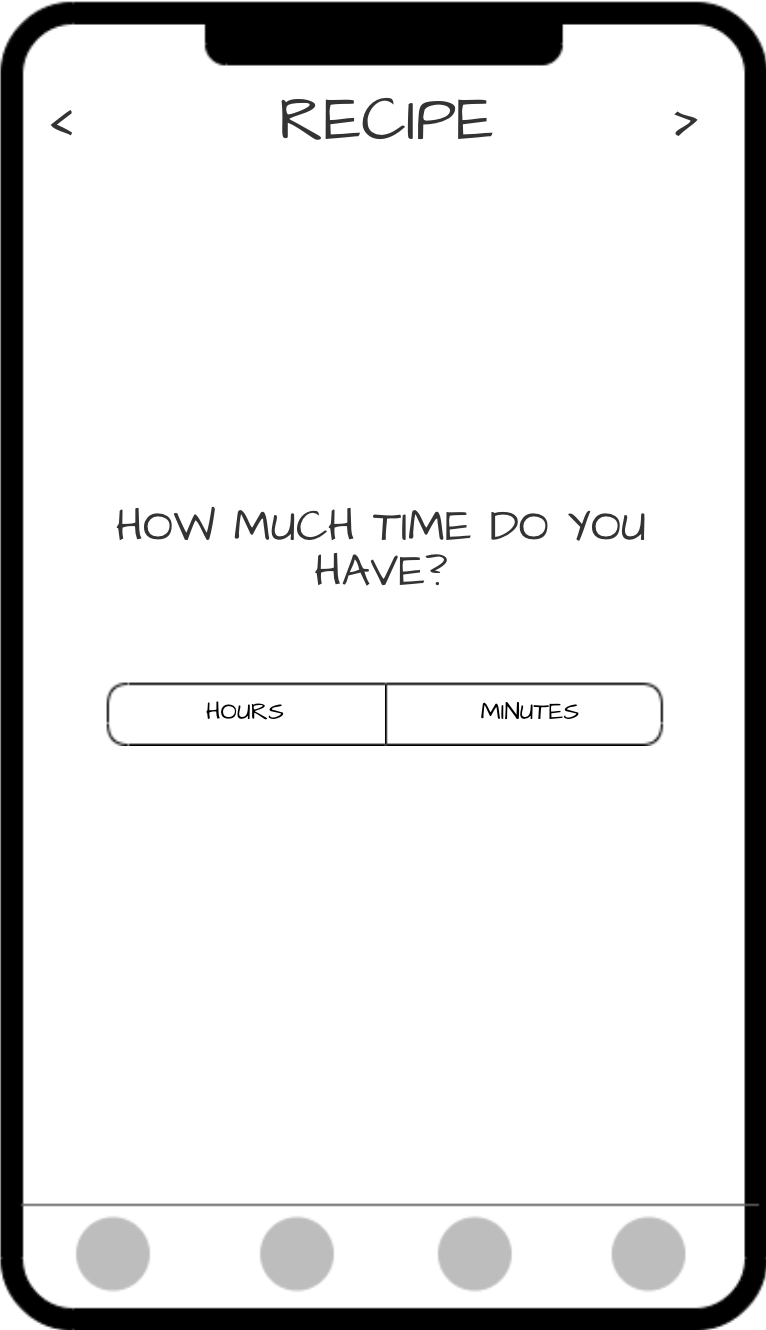 < RECIPE >
HOW MUCH TIME DO YOU
HAVE?
HOURS MINUTES